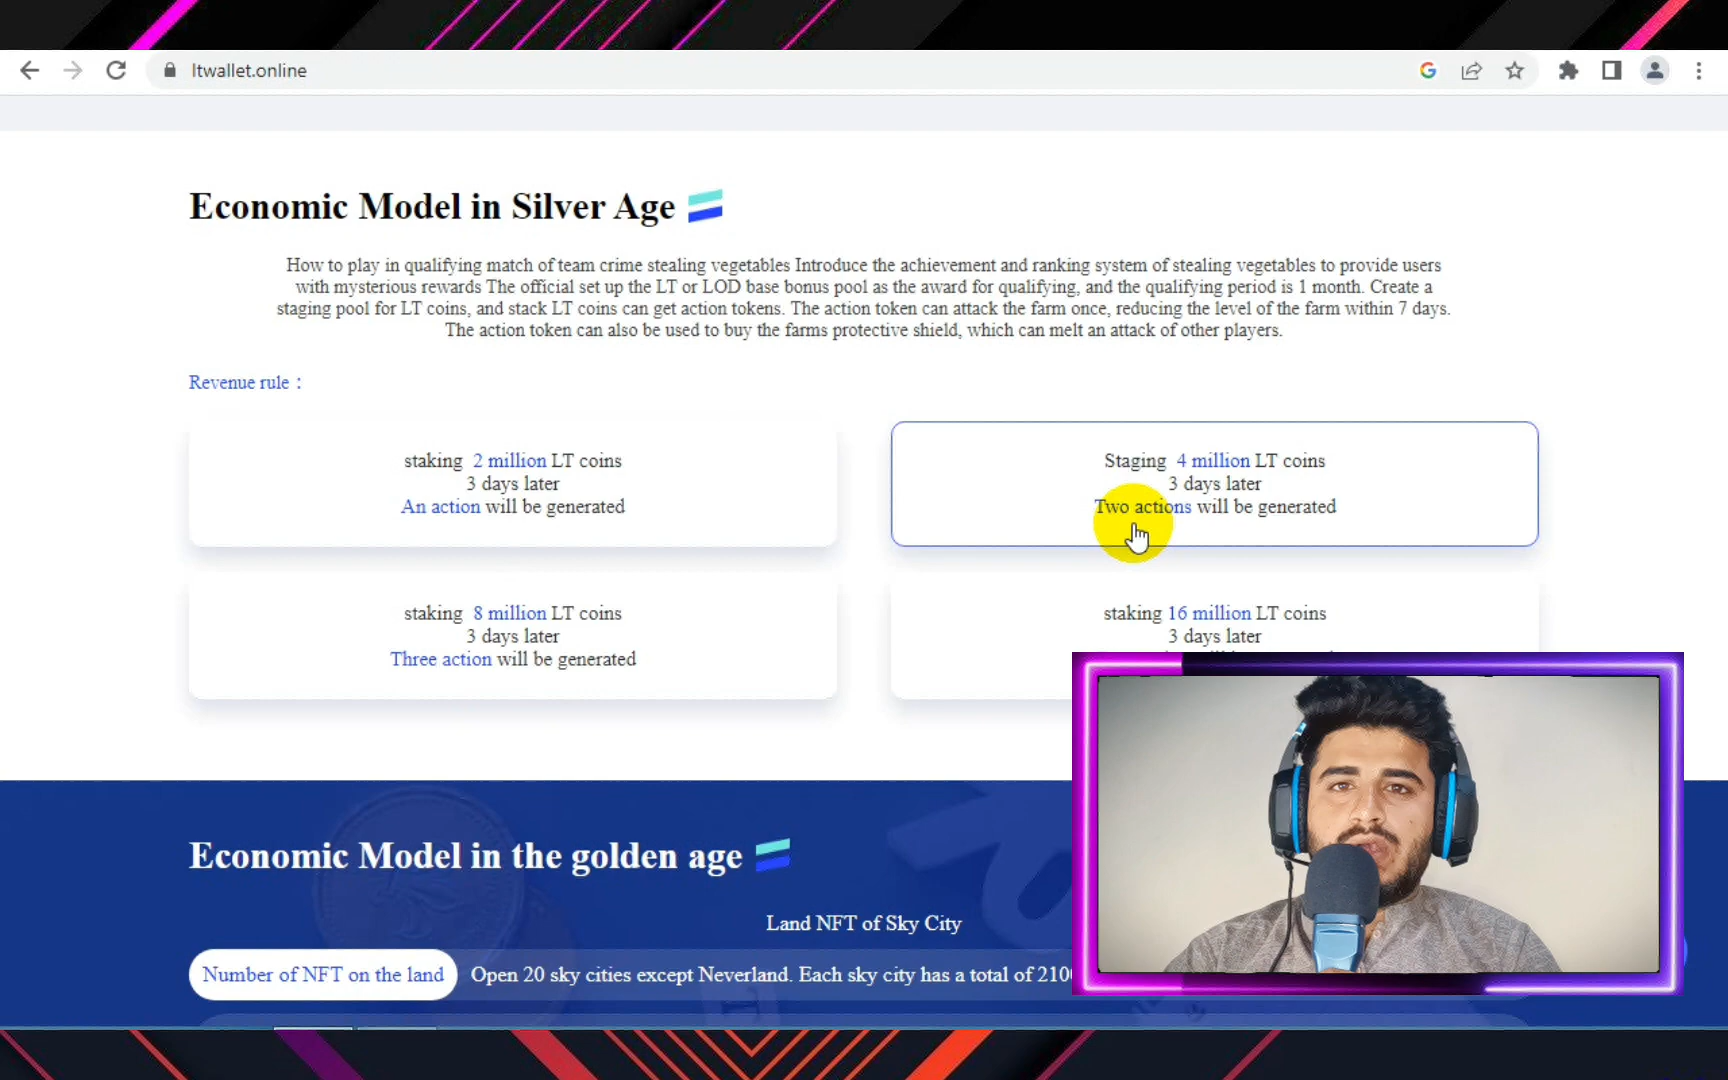 ltwallet.online
Economic Model in Silver Age
How to play in qualifying match of team crime stealing vegetables Introduce the achievement and ranking system of stealing vegetables to provide users
with mysterious rewards The official set up the LT or LOD base bonus pool as the award for qualifying, and the qualifying period is 1 month. Create a
staging pool for LT coins, and stack LT coins can get action tokens. The action token can attack the farm once, reducing the level of the farm within 7 days.
The action token can also be used to buy the farms protective shield, which can melt an attack of other players.
Revenue rule：
staking 2 million LT coins
3 days later
An action will be generated
Staging 4 million LT coins
3 days later
Two actions will be generated
staking 8 million LT coins
3 days later
Three action will be generated
staking 16 million LT coins
3 days later
Economic Model in the golden age
Land NFT of Sky City
Number of NFT on the land
Open 20 sky cities except Neverland. Each sky city has a total of